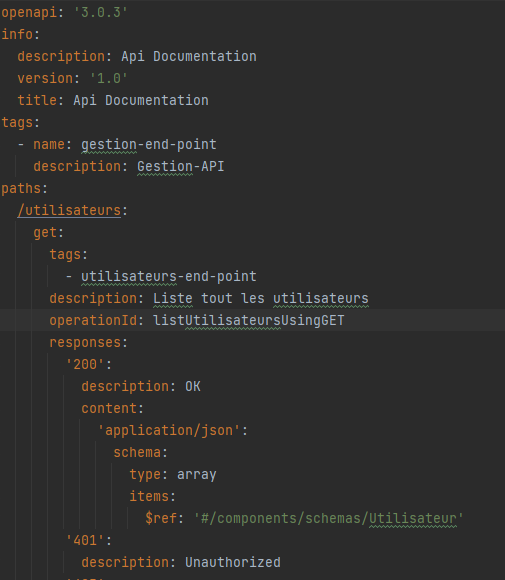 openapi: '3.0.3'
info:
  description: Api Documentation
  version: '1.0'
  title: Api Documentation
tags:
  - name: gestion-end-point
    description: Gestion-API
paths:
  /utilisateurs:
    get:
      tags:
        - utilisateurs-end-point
      description: Liste tout les utilisateurs
      operationId: listUtilisateursUsingGET
      responses:
        '200':
          description: OK
          content:
            'application/json':
              schema:
                type: array
                items:
                  $ref: '#/components/schemas/Utilisateur'
        '401':
          description: Unauthorized